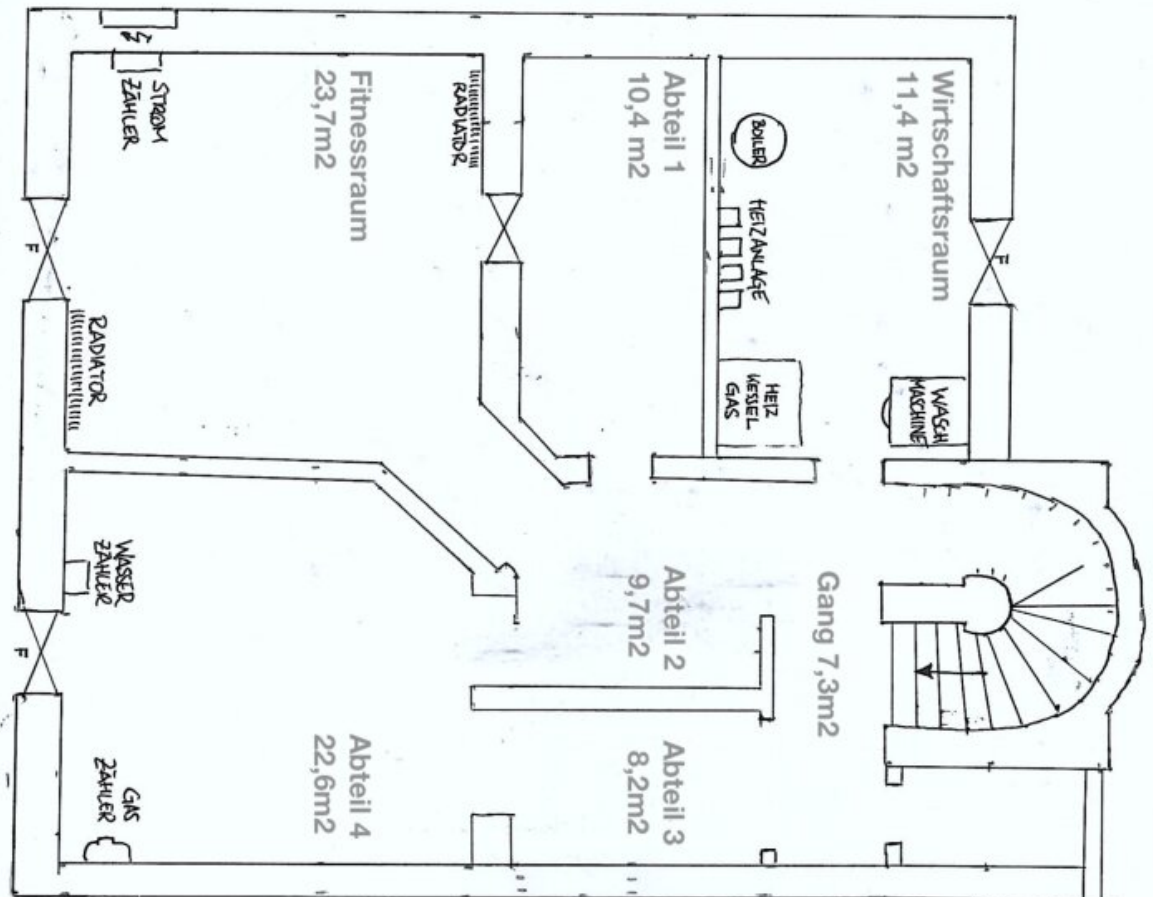 STROM
ZÄHLER
Fitnessraum
23,7m2
RADIATOR
Abteil 1
10,4 m2
BOILER
HEIZANLAGE
HEIZ
KESSEL
GAS
Wirtschaftsraum
11,4 m2
F
WASCH
MASCHINE
F
RADIATOR
WASSER
ZÄHLER
F
Abteil 2
9,7m2
Gang 7,3m2
GAS
ZÄHLER
Abteil 4
22,6m2
Abteil 3
8,2m2